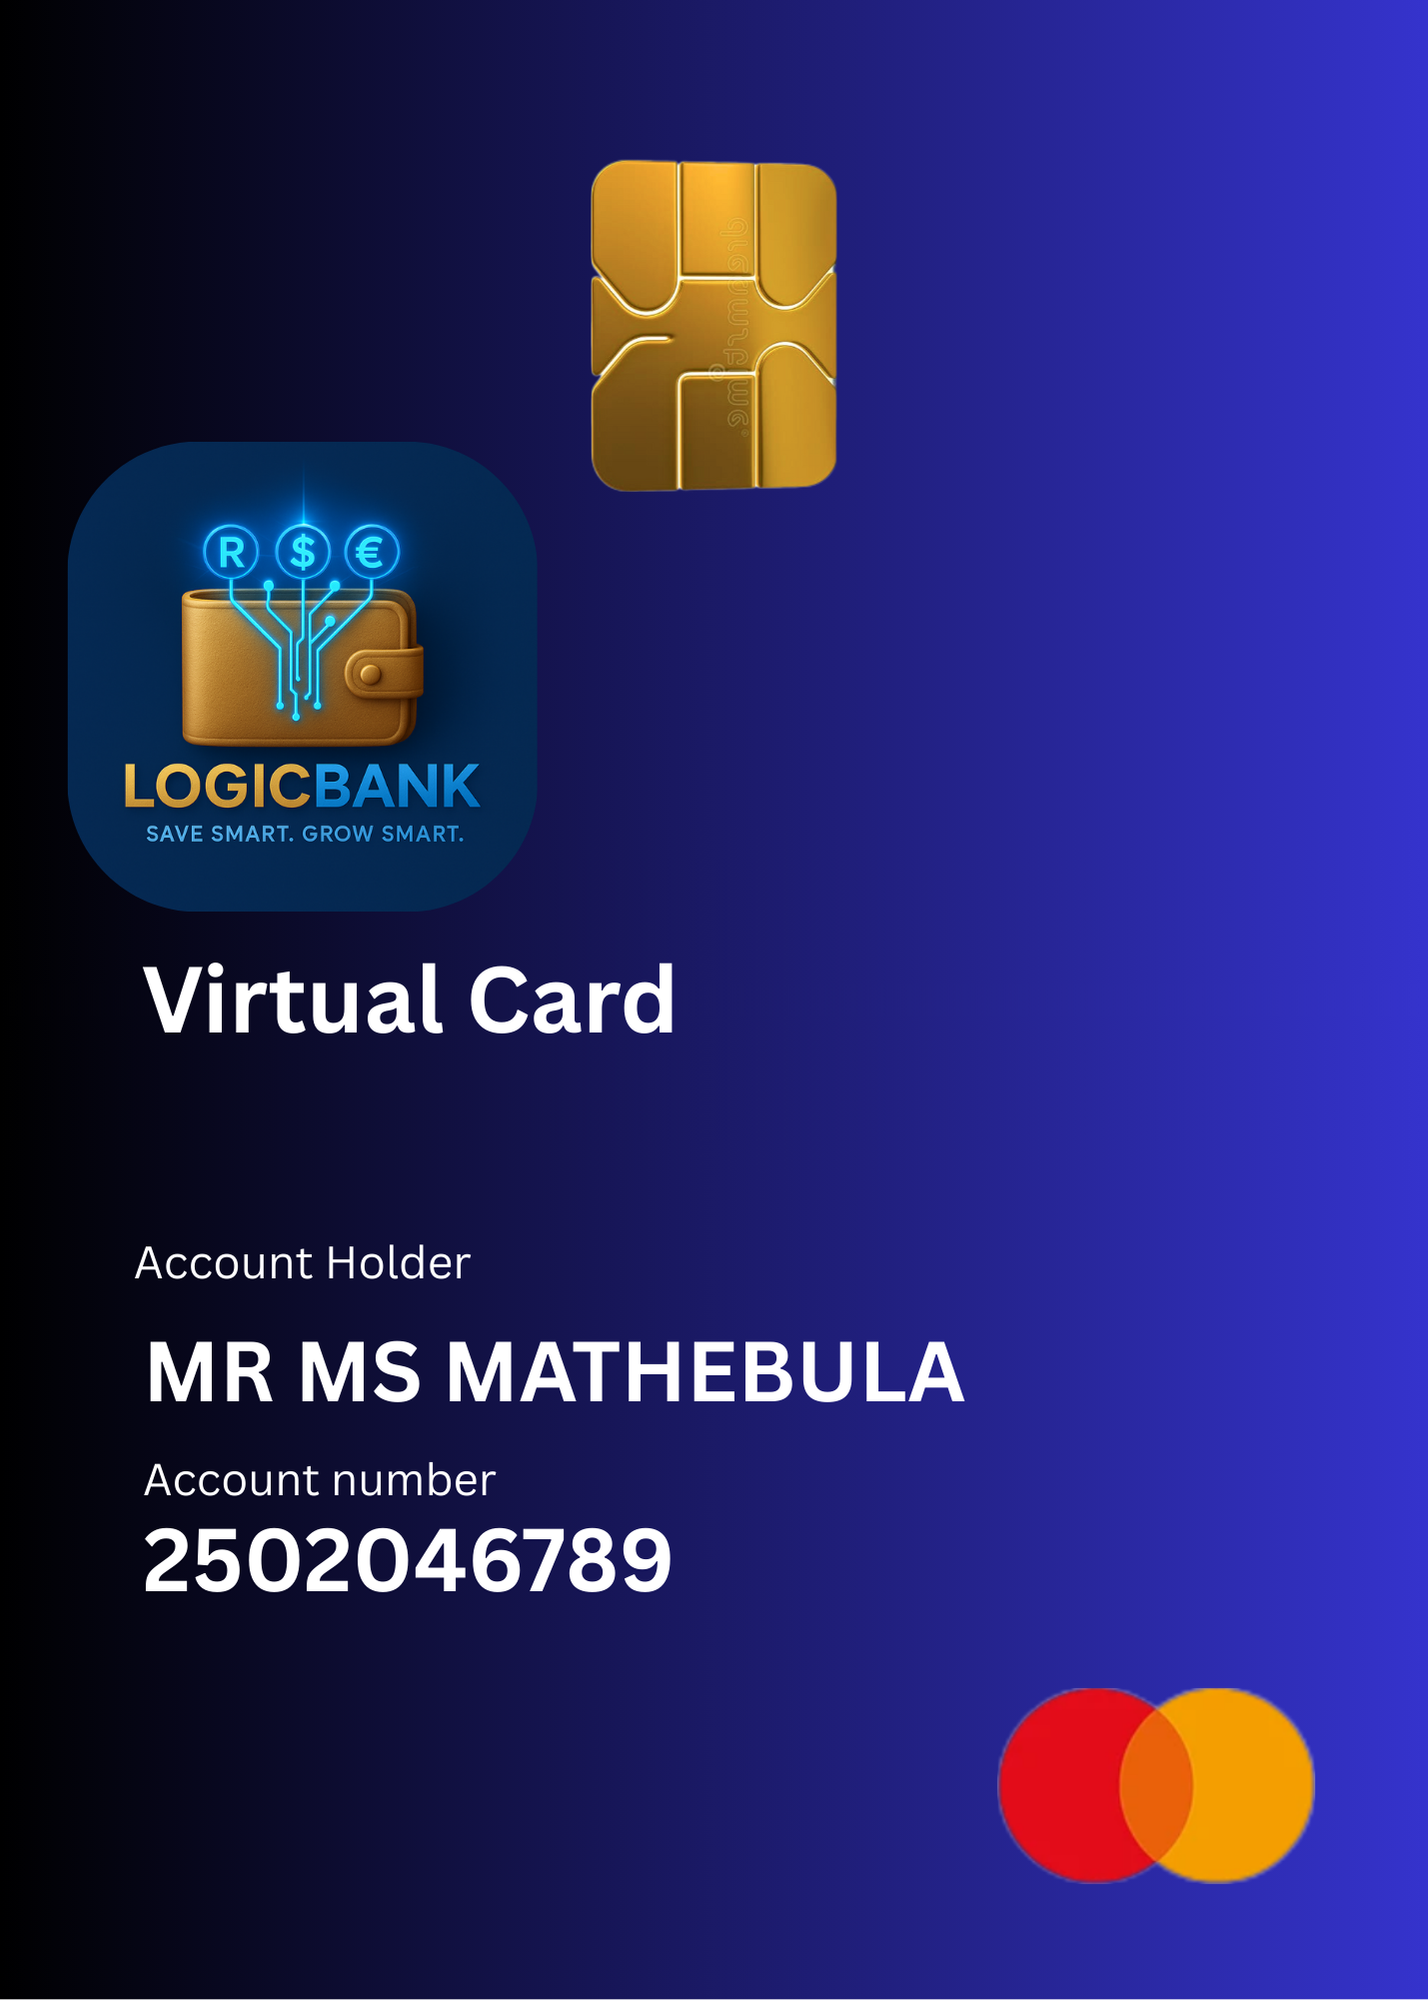 R $ €
LOGICBANK
SAVE SMART. GROW SMART.
Virtual Card
Account Holder
MR MS MATHEBULA
Account number
2502046789